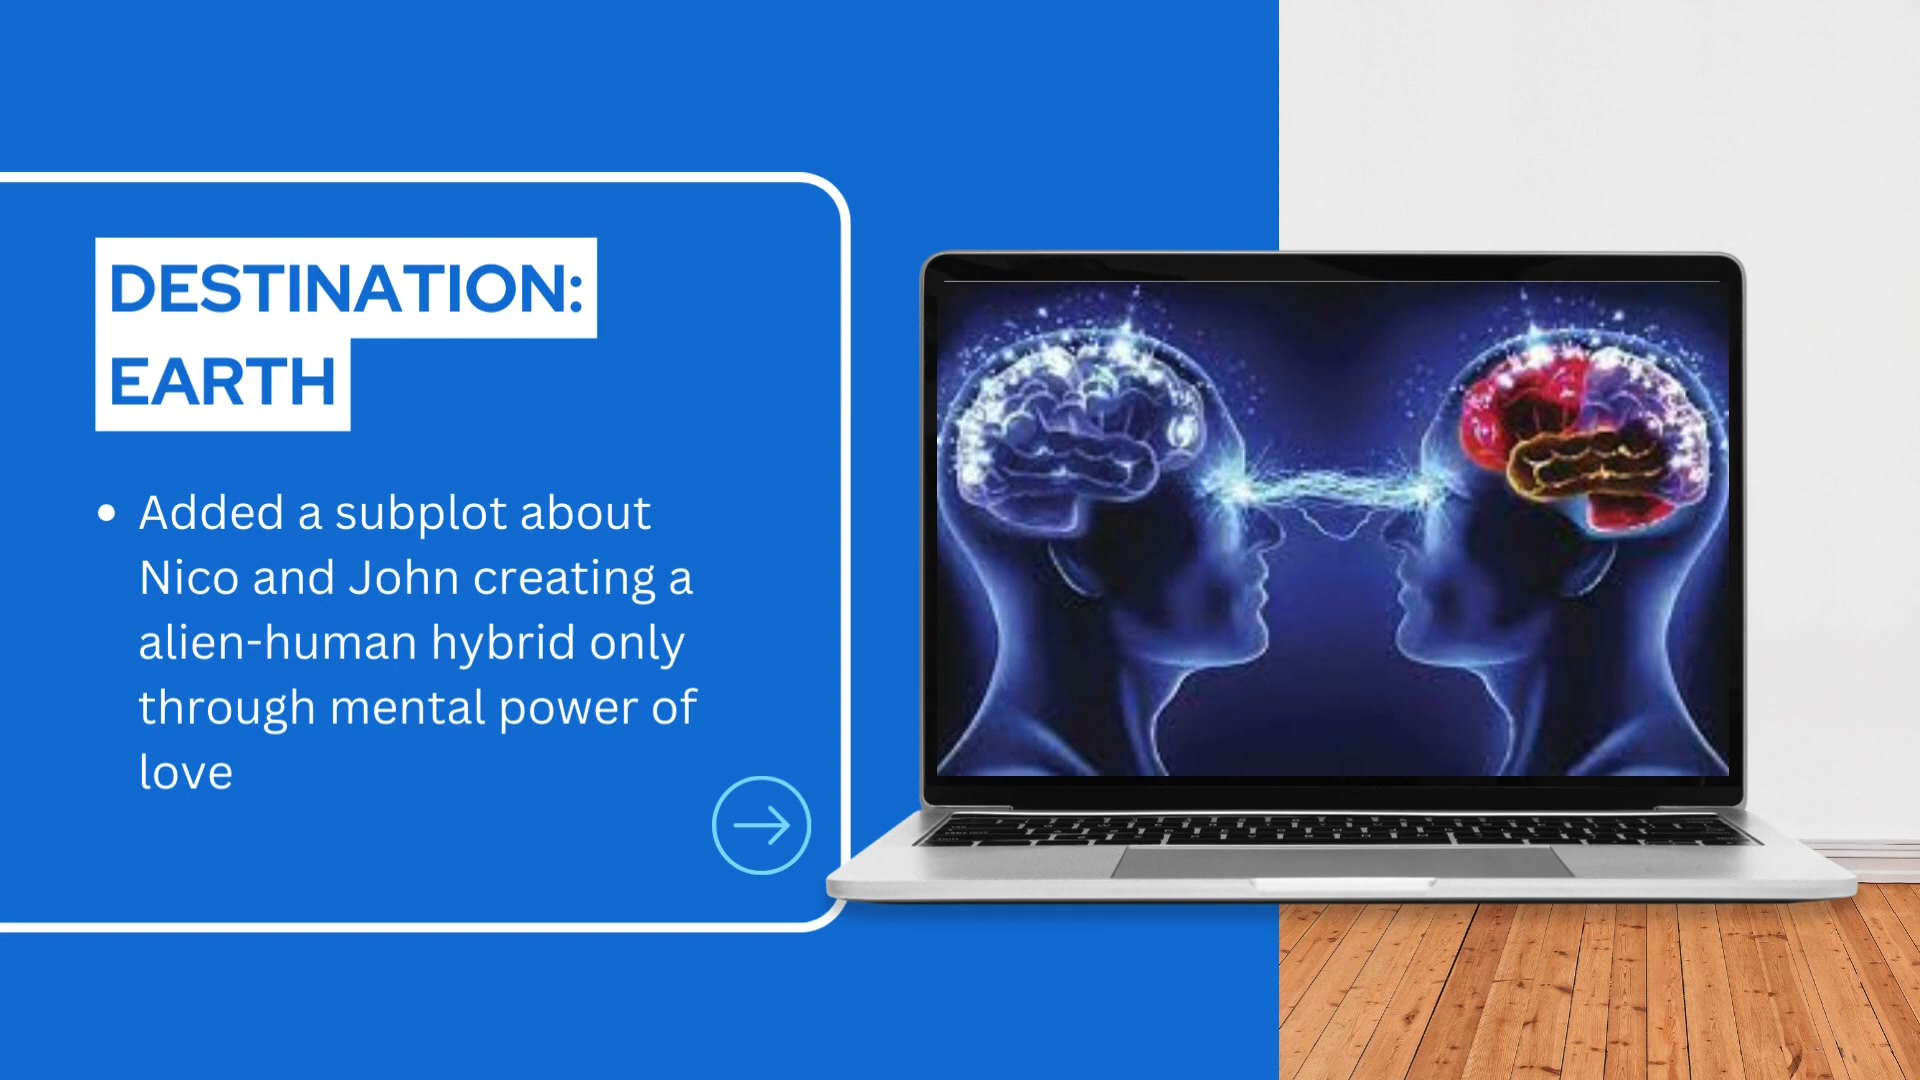 DESTINATION:
EARTH
• Added a subplot about
Nico and John creating a
alien-human hybrid only
through mental power of
love